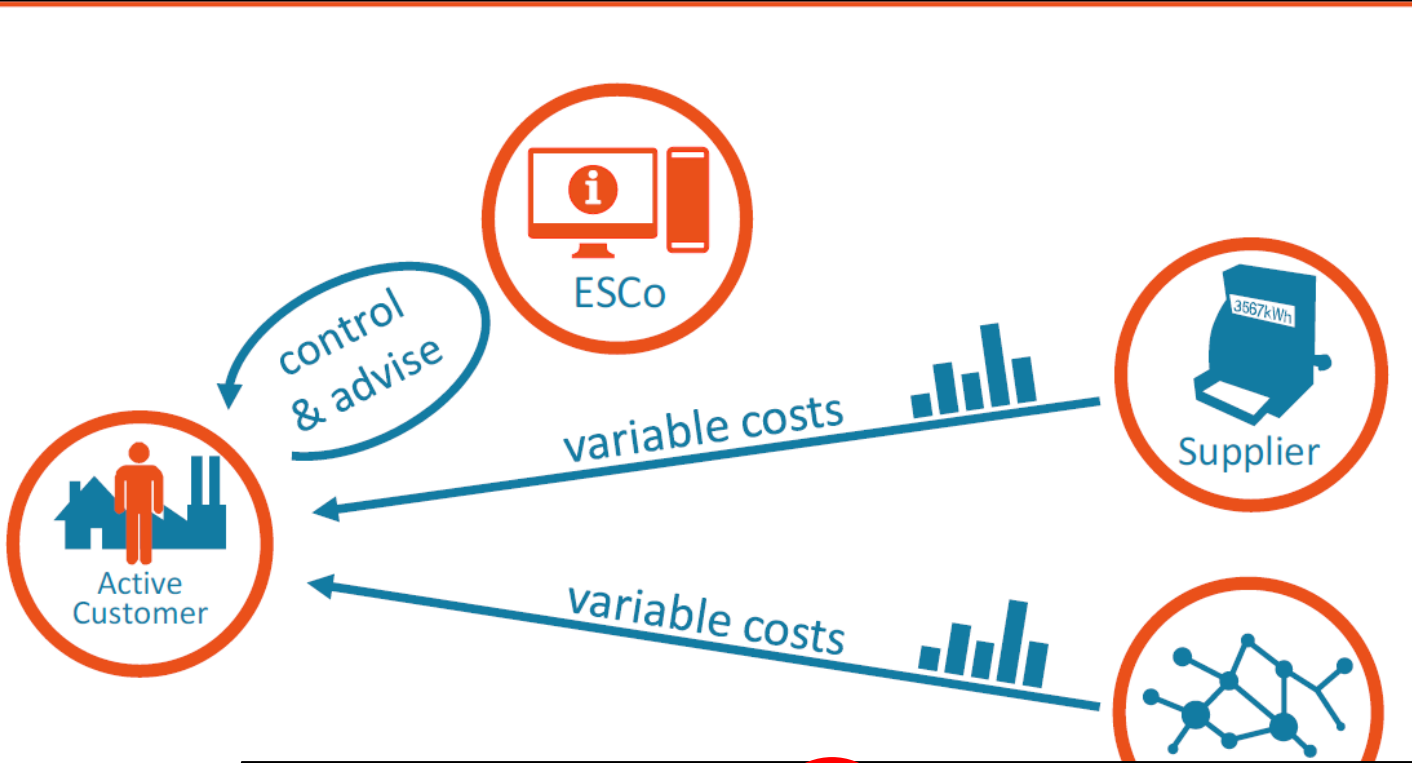 i
ESCo
control
& advise
3567kWh
variable costs
Supplier
Active
Customer
variable costs